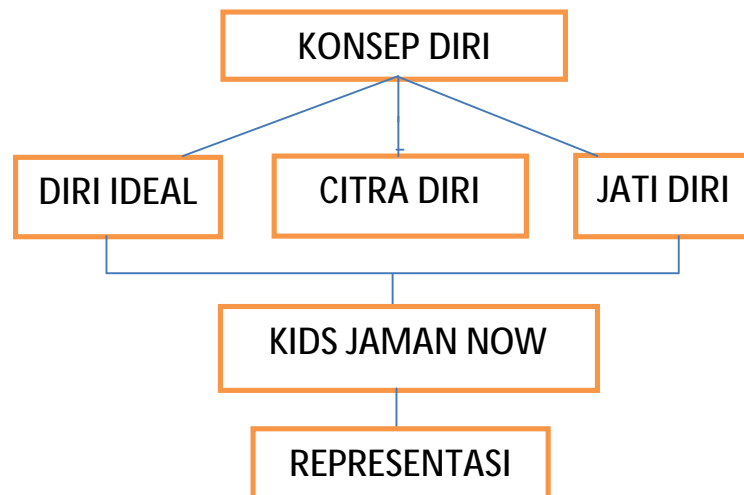 KONSEP DIRI
DIRI IDEAL
CITRA DIRI
JATI DIRI
KIDS JAMAN NOW
REPRESENTASI